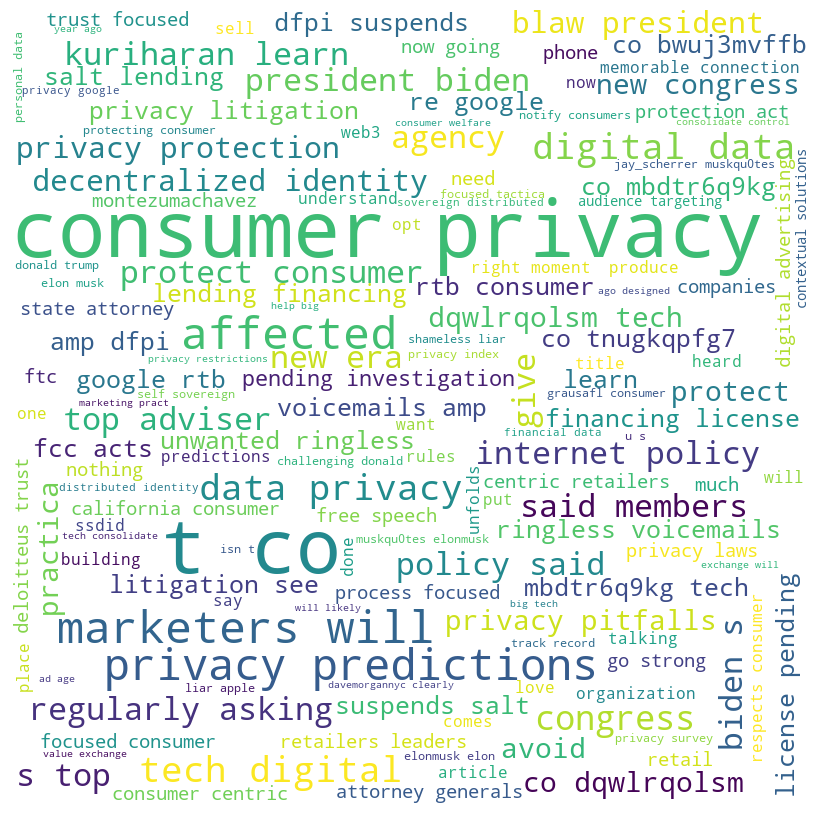 year ago
trust focused
sell
dfpi suspends
blaw president
personal data
kuriharan learn
now going
phone
co bwuj3mvffb
salt lending
president biden
memorable connection
privacy google
re google
now
new congress
privacy litigation
notify consumers
protection act
protecting consumer
consumer welfare
consolidate control
web3
agency
privacy protection
digital data
decentralized identity
need
focused tactica
jay_scherrer muskqu0tes
co mbdtr6q9kg
montezumachavez
understand
sovereign distributed
audience targeting
digital advertising
contextual solutions
opt
consumer privacy
donald trump
elon musk
protect consumer
right moment
produce
lending financing
rtb consumer
ago designed
companies
state attorney
help big
dqwlrqolsm tech
amp dfpi
affected
shameless liar
co tnugkqpfg7
privacy restrictions
new era
privacy index
title
heard
ftc
google rtb
pending investigation
give
learn
grausafl consumer
protect
marketing pract
self sovereign
one
top adviser
voicemails amp
want
financing license
financial data
u s
fcc acts
unwanted ringless
predictions
challenging donald
rules
internet policy
nothing
distributed identity
data privacy
unfolds
centric retailers
much
will
place deloitteus trust
practica
california consumer
free speech
put
said members
ssdid
tech consolidate
muskqu0tes elonmusk
ringless voicemails
building
t co
isn t
done
policy said
privacy laws
exchange will
litigation see
process focused
mbdtr6q9kg tech
say
will likely
big tech
respects consumer
license pending
marketers will
privacy pitfalls
track record
talking
privacy predictions
go strong
biden s
ad age
liar apple
davemorgannyc clearly
love
organization
regularly asking
suspends salt
comes
congress
focused consumer
retailers leaders
privacy survey
value exchange
elonmusk elon
avoid
retail
s top
tech digital
article
consumer centric
attorney generals
co dqwlrqolsm